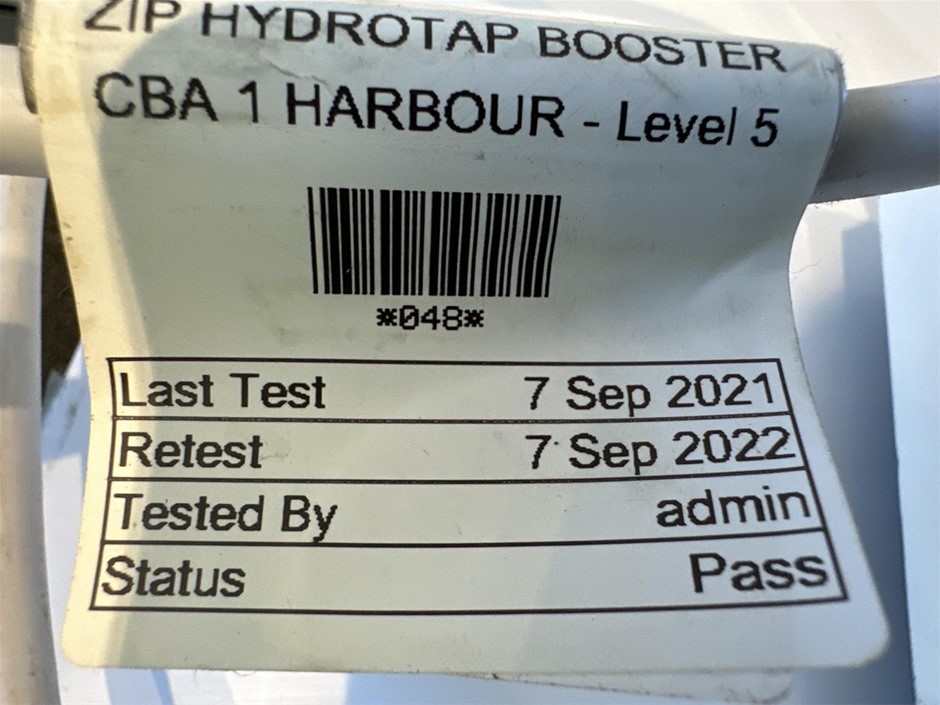 ZIP HYDROTAP BOOSTER
CBA 1 HARBOUR - Level 5
*048*
Last Test 7 Sep 2021
Retest 7 Sep 2022
Tested By admin
Status Pass